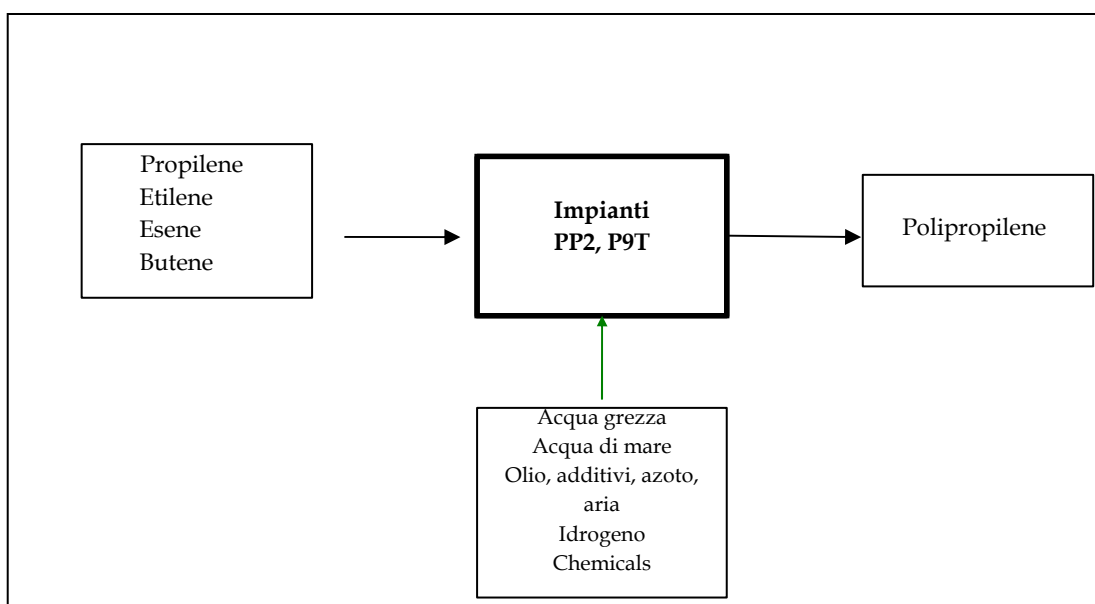 Propilene
Etilene
Esene
Butene
Impianti
PP2, P9T
Polipropilene
Acqua grezza
Acqua di mare
Olio, additivi, azoto,
aria
Idrogeno
Chemicals